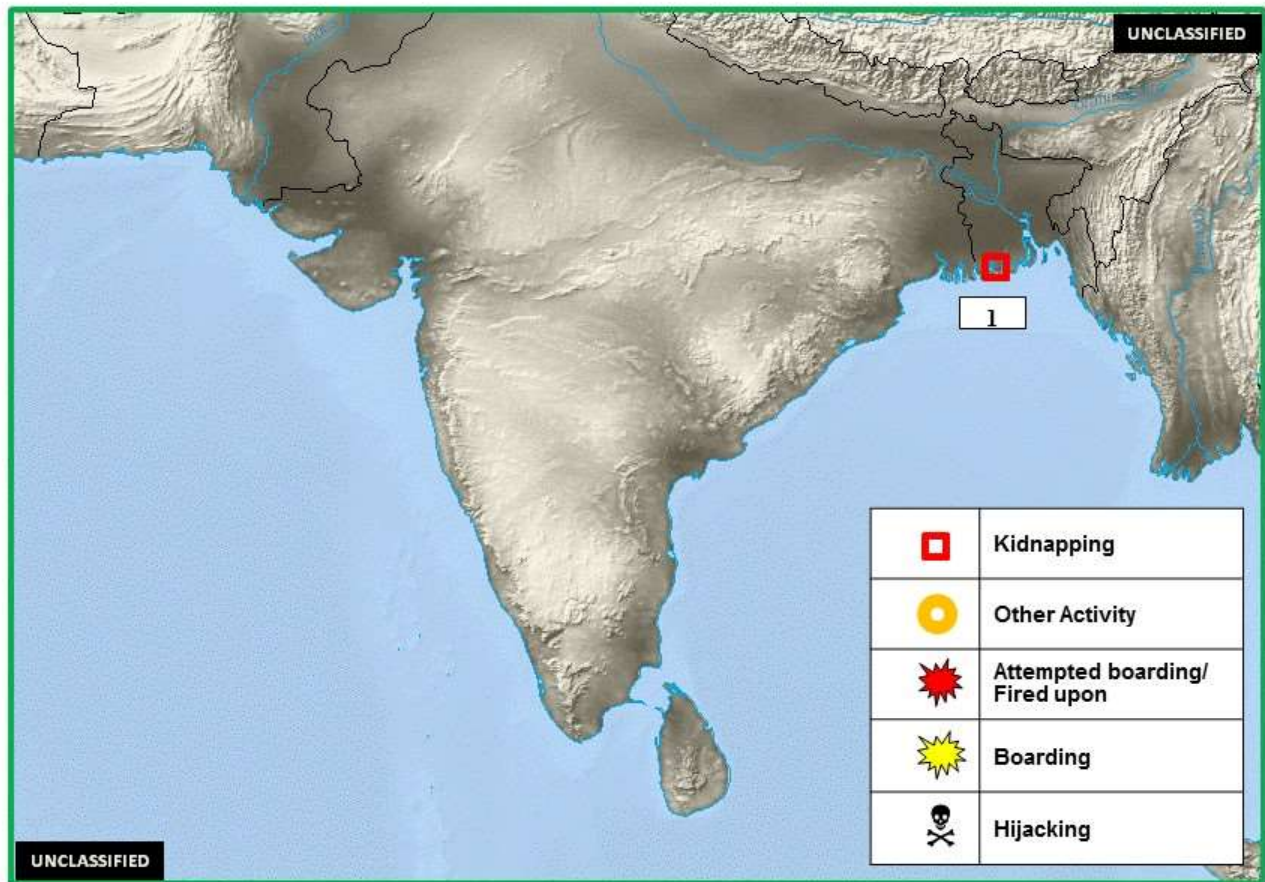 UNCLASSIFIED
1
Kidnapping
Other Activity
Attempted boarding/
Fired upon
Boarding
Hijacking
UNCLASSIFIED